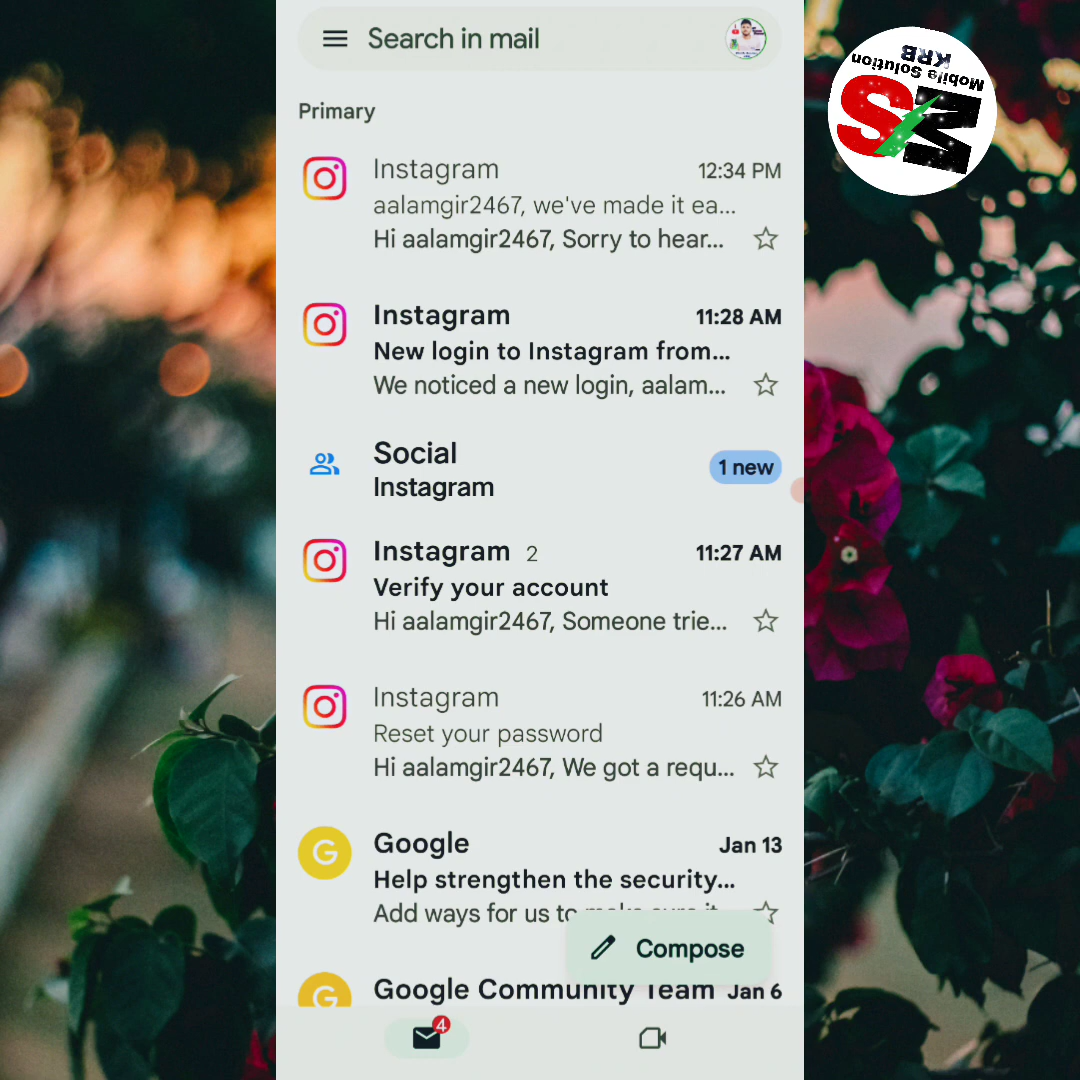 Search in mail
Primary
Instagram 12:34 PM
aalamgir2467, we've made it ea...
Hi aalamgir2467, Sorry to hear...
Instagram 11:28 AM
New login to Instagram from...
We noticed a new login, aalam...
Social 1 new
Instagram
Instagram 2 11:27 AM
Verify your account
Hi aalamgir2467, Someone trie...
Instagram 11:26 AM
Reset your password
Hi aalamgir2467, We got a requ...
G Google Jan 13
Help strengthen the security...
Add ways for us to make sure it
Compose
G Google Community Team Jan 6
4
MS
Mobile Solution
KRB